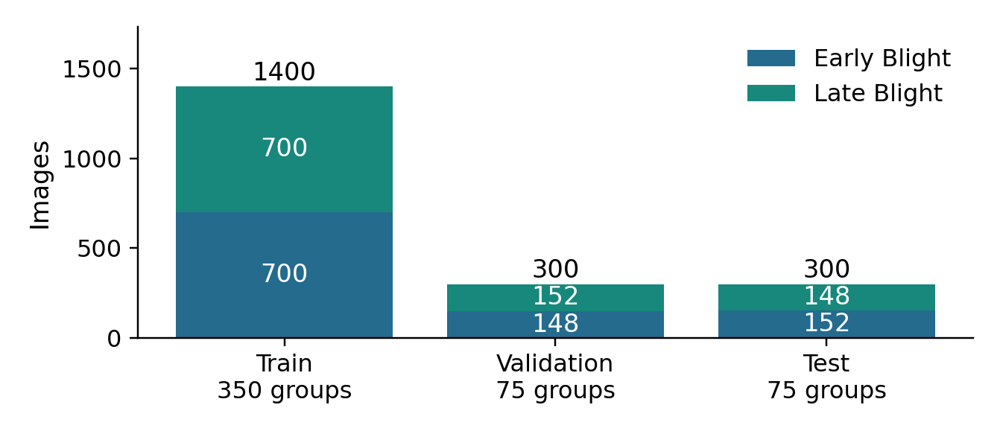 Images
1500
1000
500
0
Early Blight
Late Blight
1400
700
700
300
152
148
300
148
152
Train
350 groups
Validation
75 groups
Test
75 groups